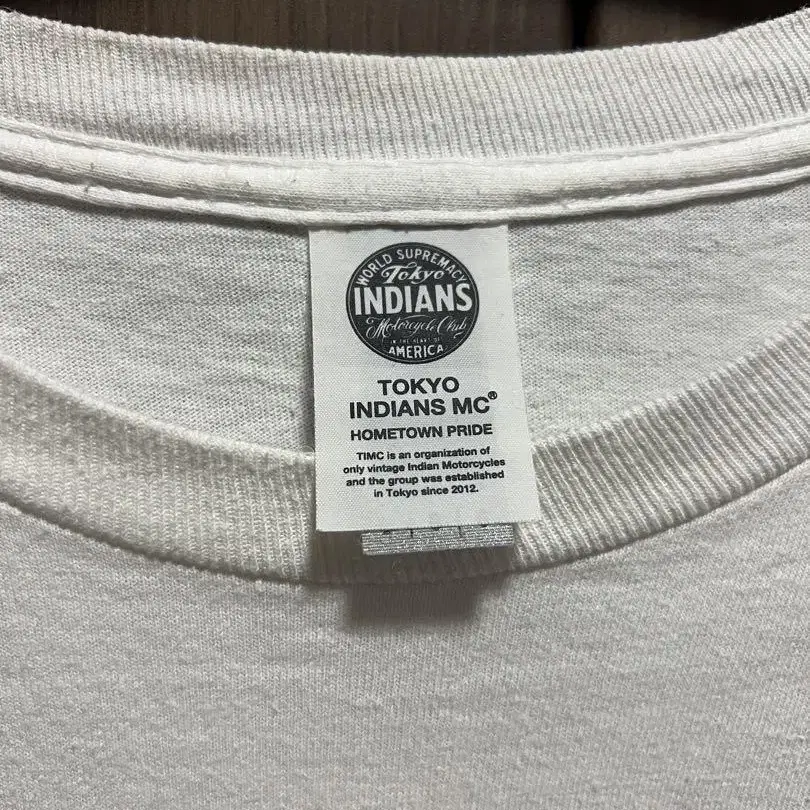 WORLD SUPREMACY
Tokyo
INDIANS
Motorcycle Club
IN THE HEART OF
AMERICA
TOKYO
INDIANS MC®
HOMETOWN PRIDE
TIMC is an organization of
only vintage Indian Motorcycles
and the group was established
in Tokyo since 2012.